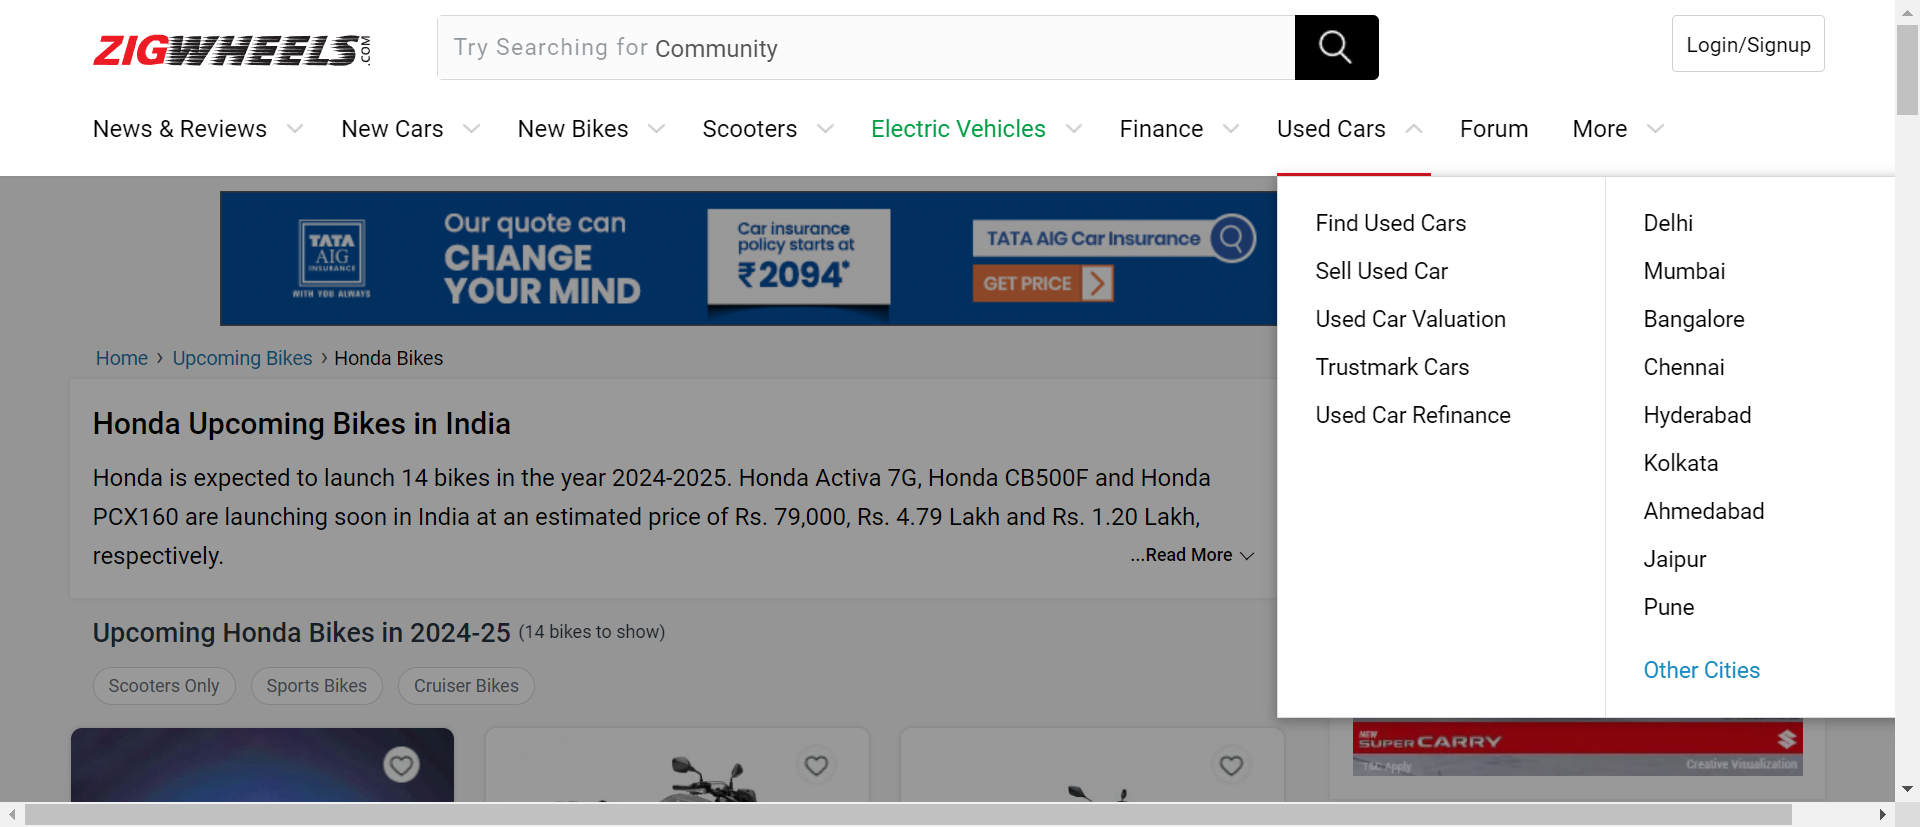 ZIGWHEELS.COM
Try Searching for Community
Login/Signup
News & Reviews
New Cars
New Bikes
Scooters
Electric Vehicles
Finance
Used Cars
Forum
More
TATA
AIG
INSURANCE
WITH YOU ALWAYS
Our quote can
CHANGE
YOUR MIND
Car insurance
policy starts at
₹2094*
TATA AIG Car Insurance
GET PRICE
Find Used Cars
Sell Used Car
Used Car Valuation
Trustmark Cars
Used Car Refinance
Delhi
Mumbai
Bangalore
Chennai
Hyderabad
Kolkata
Ahmedabad
Jaipur
Pune
Other Cities
Home › Upcoming Bikes › Honda Bikes
Honda Upcoming Bikes in India
Honda is expected to launch 14 bikes in the year 2024-2025. Honda Activa 7G, Honda CB500F and Honda
PCX160 are launching soon in India at an estimated price of Rs. 79,000, Rs. 4.79 Lakh and Rs. 1.20 Lakh,
respectively.
...Read More
Upcoming Honda Bikes in 2024-25 (14 bikes to show)
Scooters Only
Sports Bikes
Cruiser Bikes
NEW
SUPER CARRY
T&C Apply
Creative Visualization